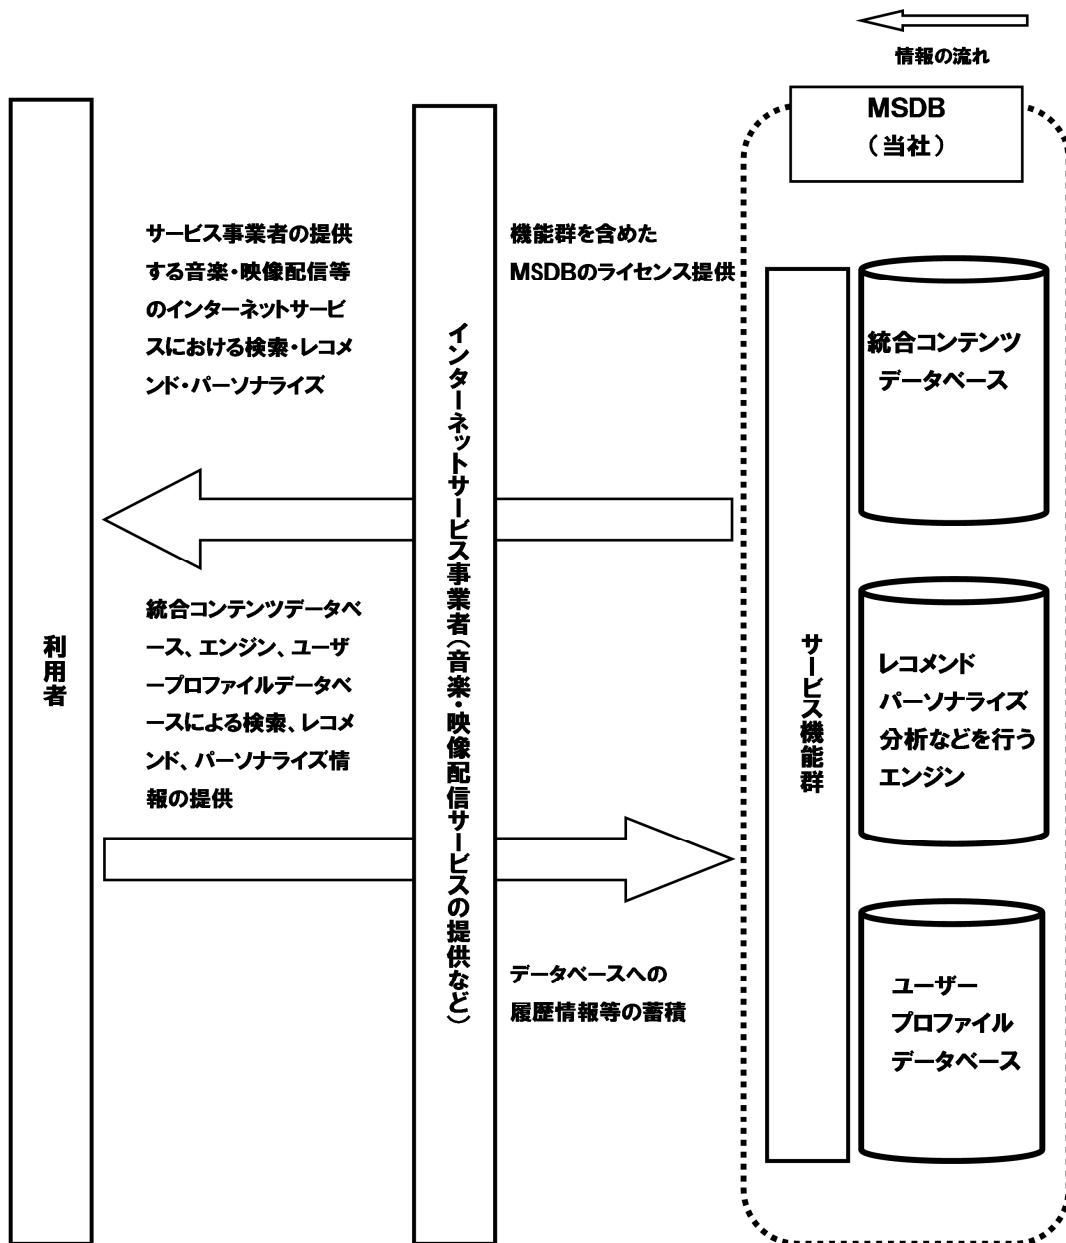 情報の流れ
MSDB
（当社）
サービス事業者の提供
する音楽・映像配信等
のインターネットサービ
スにおける検索・レコメ
ンド・パーソナライズ
機能群を含めた
MSDBのライセンス提供
統合コンテンツ
データベース
利用者
インターネットサービス事業者（音楽・映像配信サービスの提供など）
サービス機能群
統合コンテンツデータベ
ース、エンジン、ユーザ
ープロファイルデータベ
ースによる検索、レコメ
ンド、パーソナライズ情
報の提供
レコメンド
パーソナライズ
分析などを行う
エンジン
データベースへの
履歴情報等の蓄積
ユーザー
プロファイル
データベース